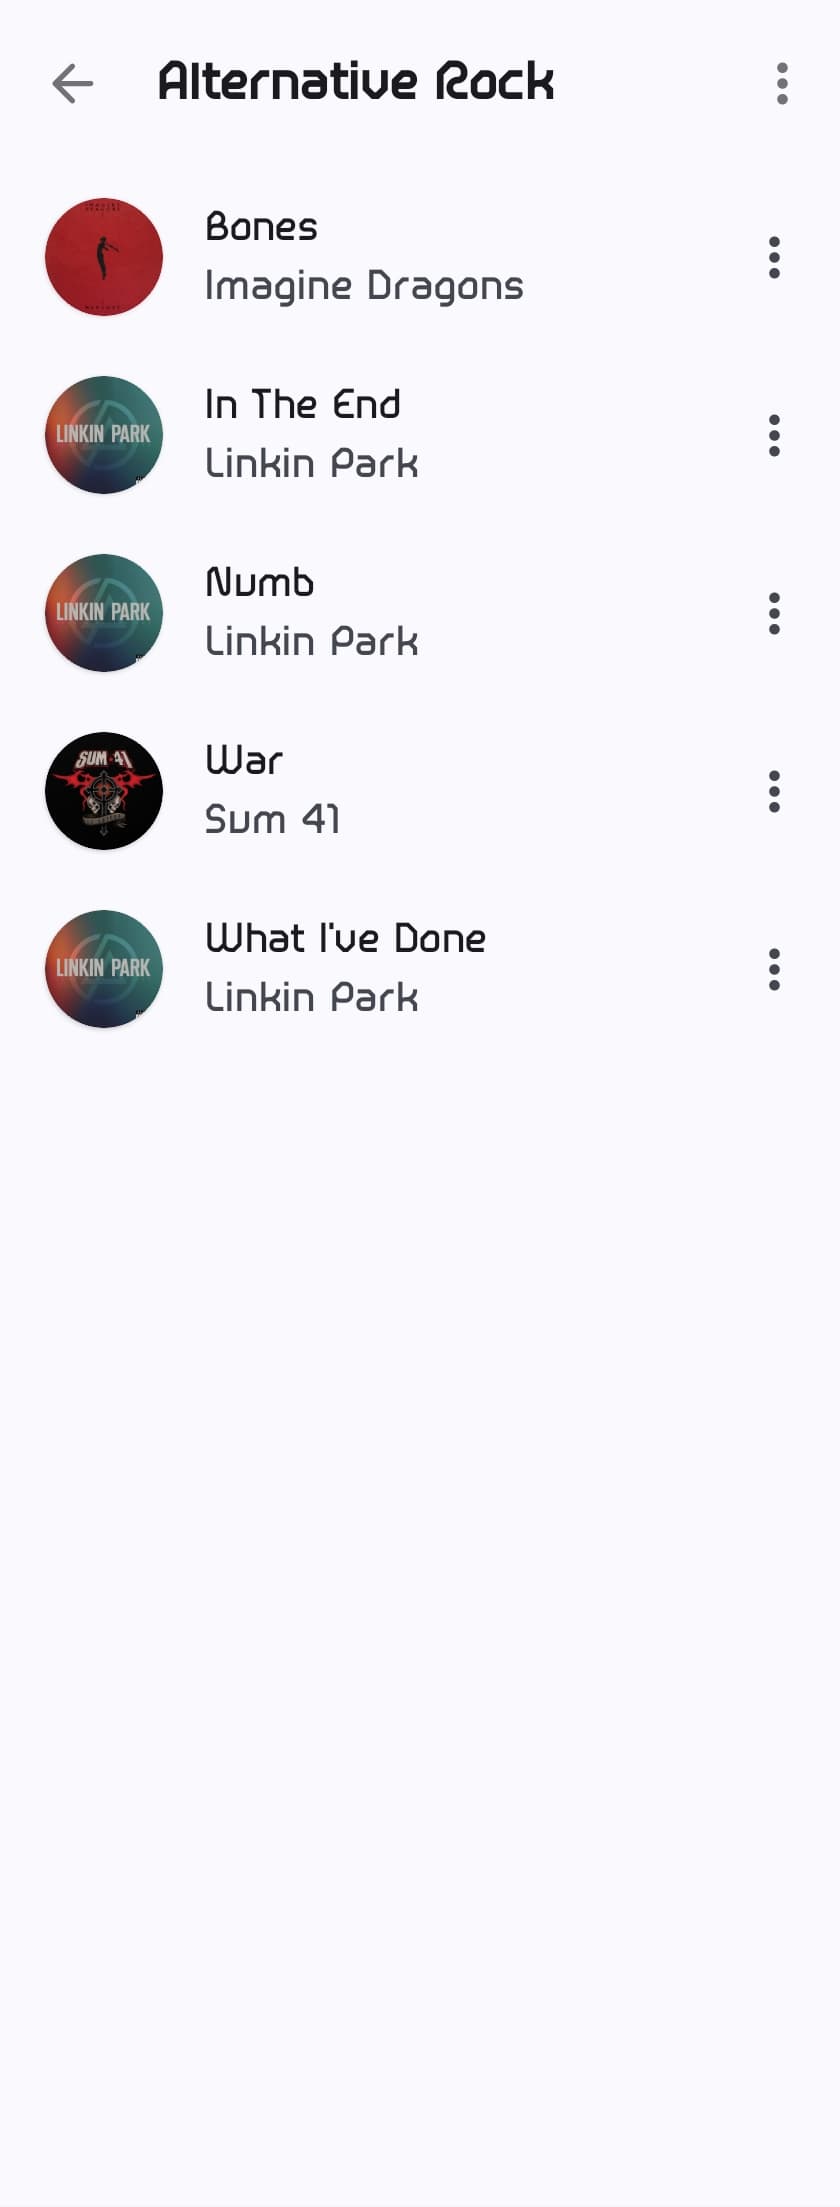 Alternative Rock
Bones
Imagine Dragons
LINKIN PARK
In The End
Linkin Park
LINKIN PARK
Numb
Linkin Park
SUM 41
War
Sum 41
LINKIN PARK
What I've Done
Linkin Park